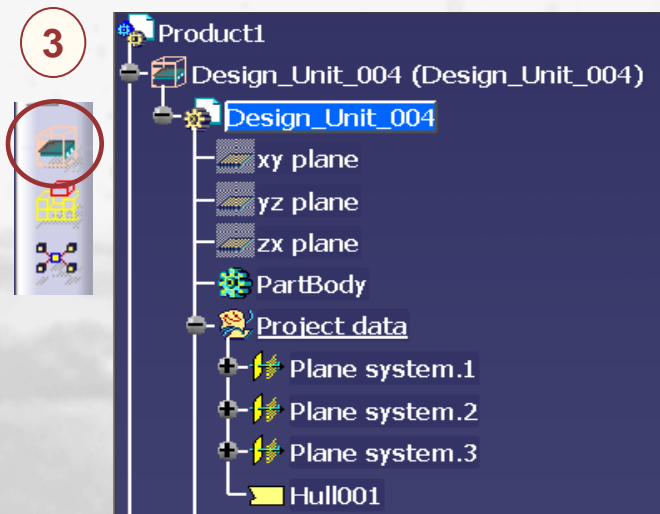 3
Product1
Design_Unit_004 (Design_Unit_004)
Design_Unit_004
xy plane
yz plane
zx plane
PartBody
Project data
Plane system.1
Plane system.2
Plane system.3
Hull001